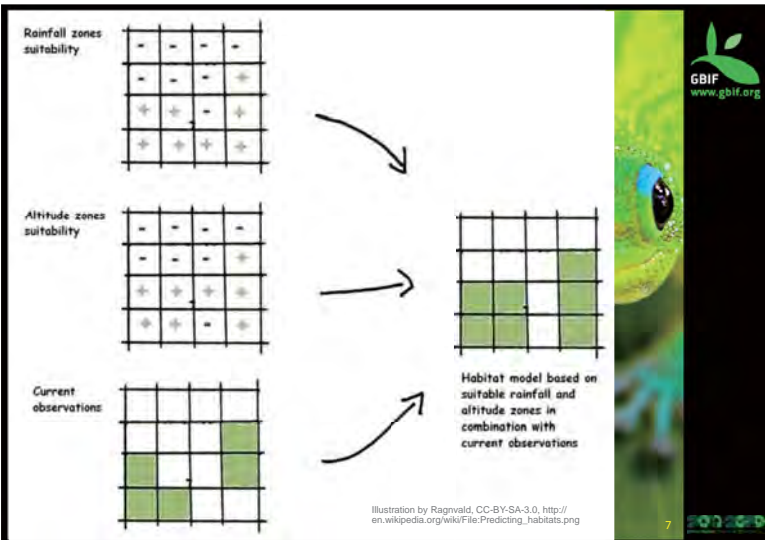 Rainfall zones
suitability
- - - -
- - - +
+ + - +
+ + + +
Altitude zones
suitability
- - - -
- - - +
+ + + +
+ + - +
Current
observations
Habitat model based on
suitable rainfall and
altitude zones in
combination with
current observations
Illustration by Ragnvald, CC-BY-SA-3.0, http://
en.wikipedia.org/wiki/File:Predicting_habitats.png
7
GBIF
www.gbif.org